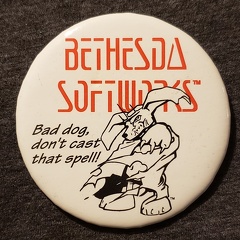 BETHESDA
SOFTWORKS™
Bad dog,
don't cast
that spell!